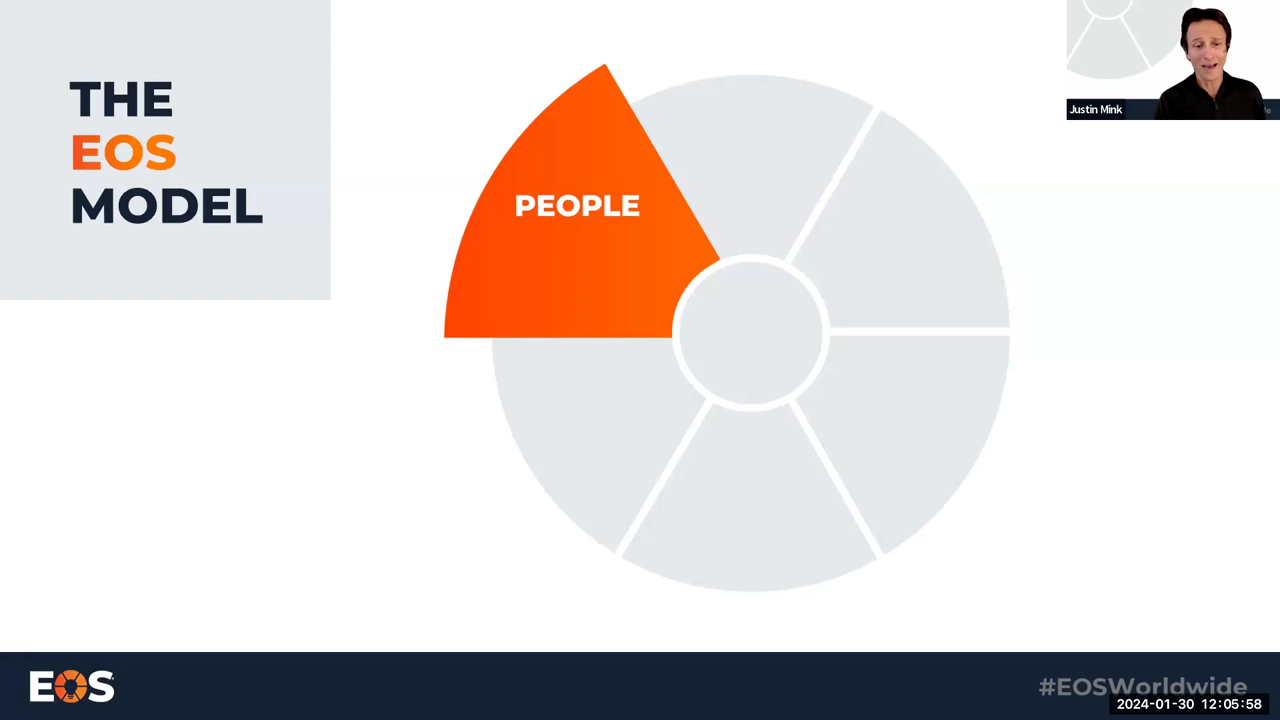 THE
EOS
MODEL
PEOPLE
Justin Mink
EOS
#EOSWorldwide
2024-01-30 12:05:58